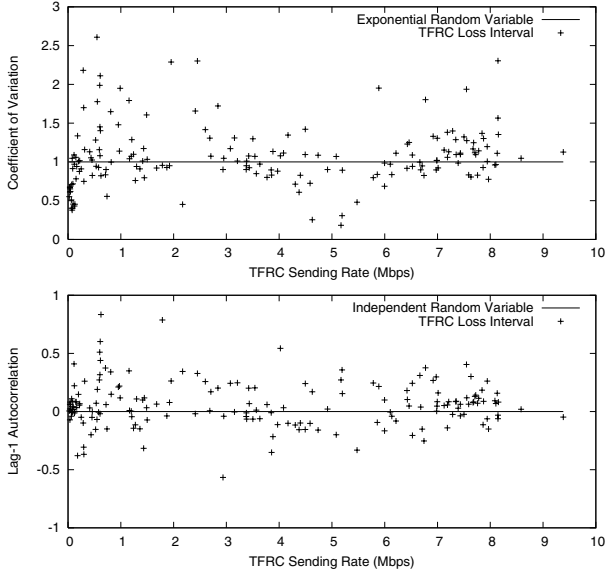 3
2.5
2
1.5
1
0.5
0
Coefficient of Variation
Exponential Random Variable
TFRC Loss Interval
0 1 2 3 4 5 6 7 8 9 10
TFRC Sending Rate (Mbps)
1
0.5
0
-0.5
-1
Lag-1 Autocorrelation
Independent Random Variable
TFRC Loss Interval
0 1 2 3 4 5 6 7 8 9 10
TFRC Sending Rate (Mbps)